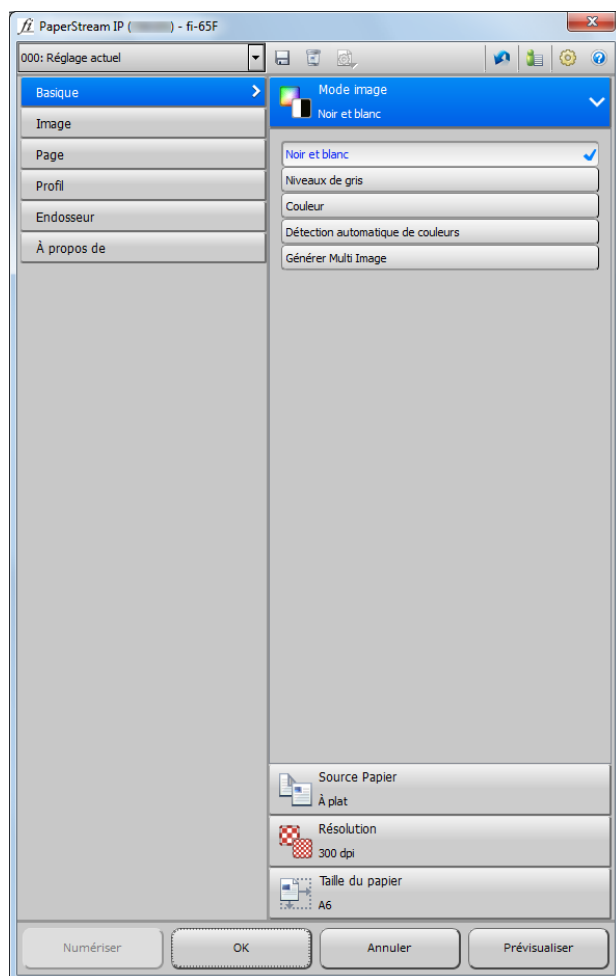 fi PaperStream IP ( ) - fi-65F
000: Réglage actuel
Basique
Image
Page
Profil
Endosseur
À propos de
Mode image
Noir et blanc
Noir et blanc
Niveaux de gris
Couleur
Détection automatique de couleurs
Générer Multi Image
Source Papier
À plat
Résolution
300 dpi
Taille du papier
A6
Numériser
OK
Annuler
Prévisualiser